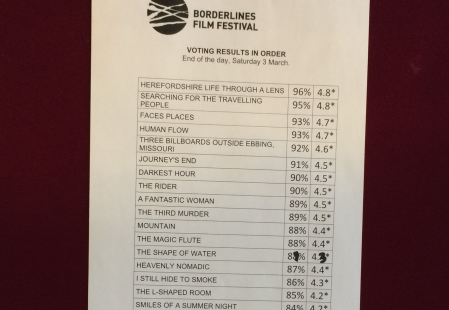 BORDERLINES
FILM FESTIVAL
VOTING RESULTS IN ORDER
End of the day, Saturday 3 March.
HEREFORDSHIRE LIFE THROUGH A LENS 96% 4.8*
SEARCHING FOR THE TRAVELLING 95% 4.8*
PEOPLE
FACES PLACES 93% 4.7*
HUMAN FLOW 93% 4.7*
THREE BILLBOARDS OUTSIDE EBBING, 92% 4.6*
MISSOURI
JOURNEY'S END 91% 4.5*
DARKEST HOUR 90% 4.5*
THE RIDER 90% 4.5*
A FANTASTIC WOMAN 89% 4.5*
THE THIRD MURDER 89% 4.5*
MOUNTAIN 88% 4.4*
THE MAGIC FLUTE 88% 4.4*
THE SHAPE OF WATER
HEAVENLY NOMADIC 87% 4.4*
I STILL HIDE TO SMOKE 86% 4.3*
THE L-SHAPED ROOM 85% 4.2*
SMILES OF A SUMMER NIGHT 84% 4.2*